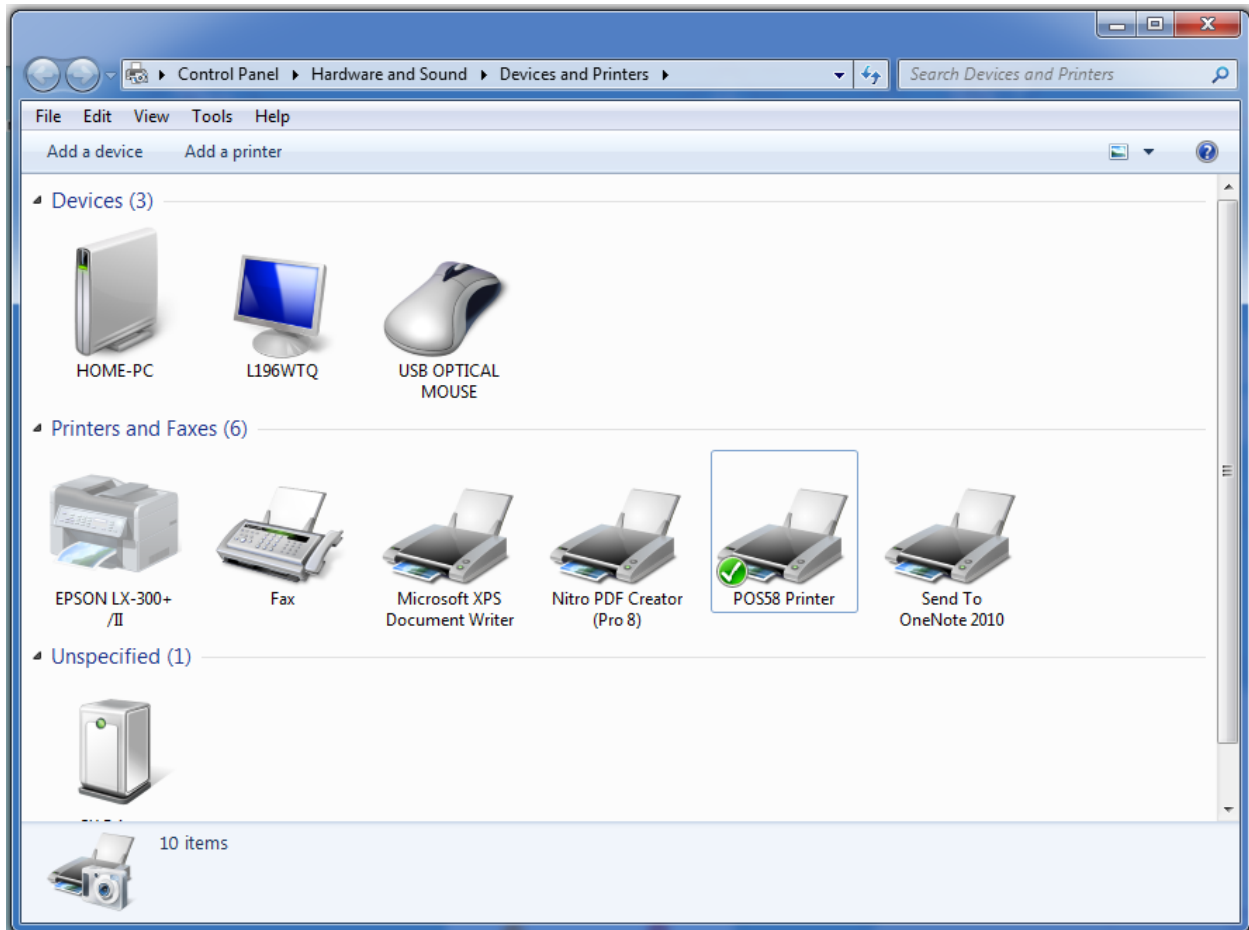 Control Panel Hardware and Sound Devices and Printers
Search Devices and Printers
File Edit View Tools Help
Add a device Add a printer
Devices (3)
HOME-PC
L196WTQ
USB OPTICAL
MOUSE
Printers and Faxes (6)
EPSON LX-300+
/II
Fax
Microsoft XPS
Document Writer
Nitro PDF Creator
(Pro 8)
POS58 Printer
Send To
OneNote 2010
Unspecified (1)
10 items